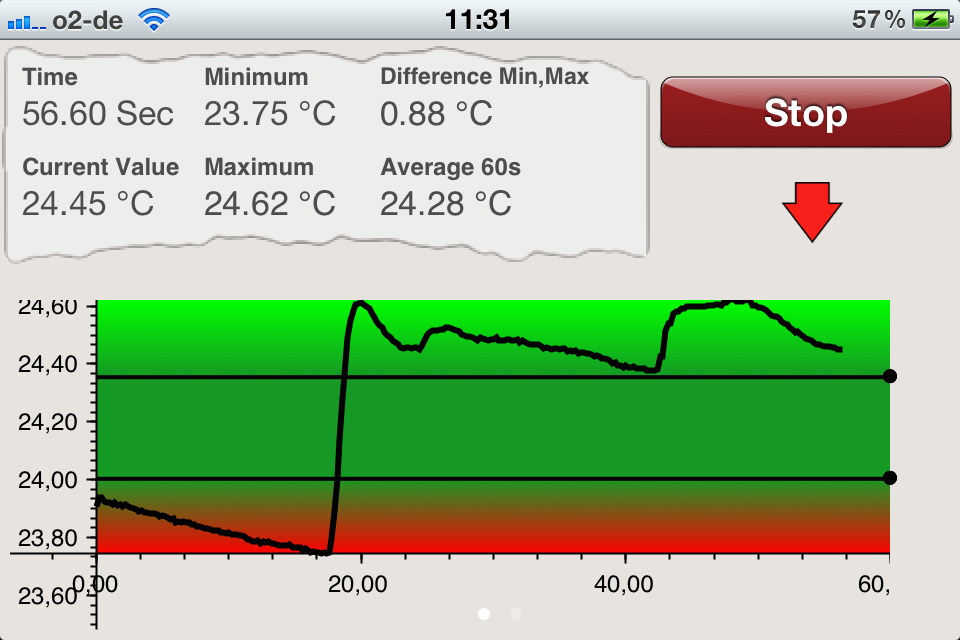 o2-de 11:31 57%
Time Minimum Difference Min,Max
56.60 Sec 23.75 °C 0.88 °C
Stop
Current Value Maximum Average 60s
24.45 °C 24.62 °C 24.28 °C
24,60
24,40
24,20
24,00
23,80
23,60
0,00 20,00 40,00 60,